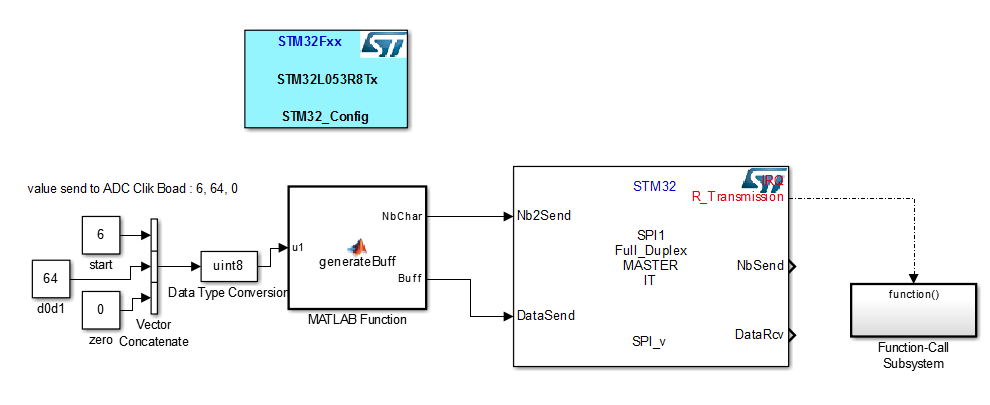 STM32Fxx
STM32L053R8Tx
STM32_Config
value send to ADC Clik Boad : 6, 64, 0
6
start
64
d0d1
0
zero
Vector
Concatenate
uint8
Data Type Conversion
u1
NbChar
generateBuff
Buff
MATLAB Function
STM32
R_Transmission
Nb2Send
SPI1
Full_Duplex
MASTER
IT
NbSend
DataSend
DataRcv
SPI_v
function()
Function-Call
Subsystem